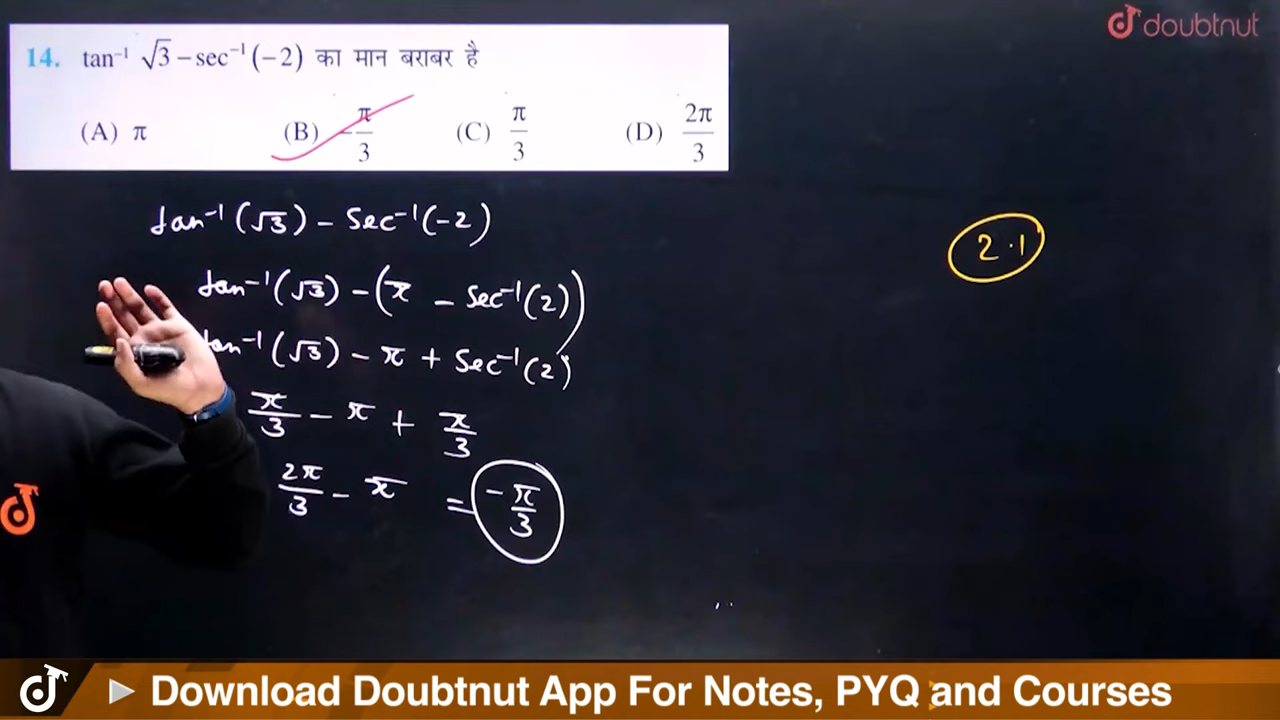 doubtnut
14. tan⁻¹ √3 − sec⁻¹ (−2) का मान बराबर है
(A) π (B) −π/3 (C) π/3 (D) 2π/3
tan⁻¹(√3) − Sec⁻¹(−2)
2.1
tan⁻¹(√3) − (π − Sec⁻¹(2))
tan⁻¹(√3) − π + Sec⁻¹(2)
π/3 − π + π/3
2π/3 − π = −π/3
Download Doubtnut App For Notes, PYQ and Courses